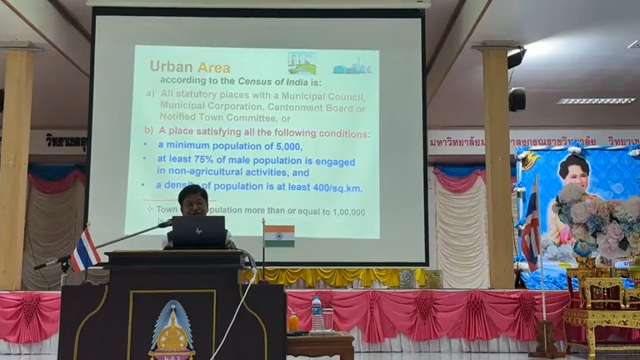 Urban Area
according to the Census of India is:
a) All statutory places with a Municipal Council,
Municipal Corporation, Cantonment Board or
Notified Town Committee, or
b) A place satisfying all the following conditions:
• a minimum population of 5,000,
• at least 75% of male population is engaged
in non-agricultural activities, and
• a density of population is at least 400/sq.km.
Town population more than or equal to 1,00,000
hp